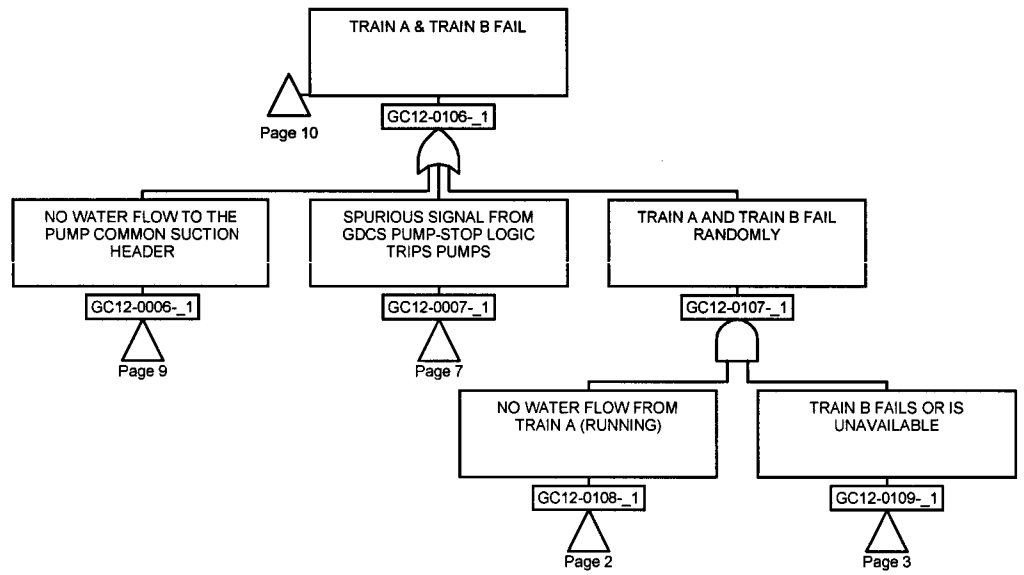 TRAIN A & TRAIN B FAIL
Page 10
GC12-0106-_1
NO WATER FLOW TO THE
PUMP COMMON SUCTION
HEADER
GC12-0006-_1
Page 9
SPURIOUS SIGNAL FROM
GDCS PUMP-STOP LOGIC
TRIPS PUMPS
GC12-0007-_1
Page 7
TRAIN A AND TRAIN B FAIL
RANDOMLY
GC12-0107-_1
NO WATER FLOW FROM
TRAIN A (RUNNING)
GC12-0108-_1
Page 2
TRAIN B FAILS OR IS
UNAVAILABLE
GC12-0109-_1
Page 3